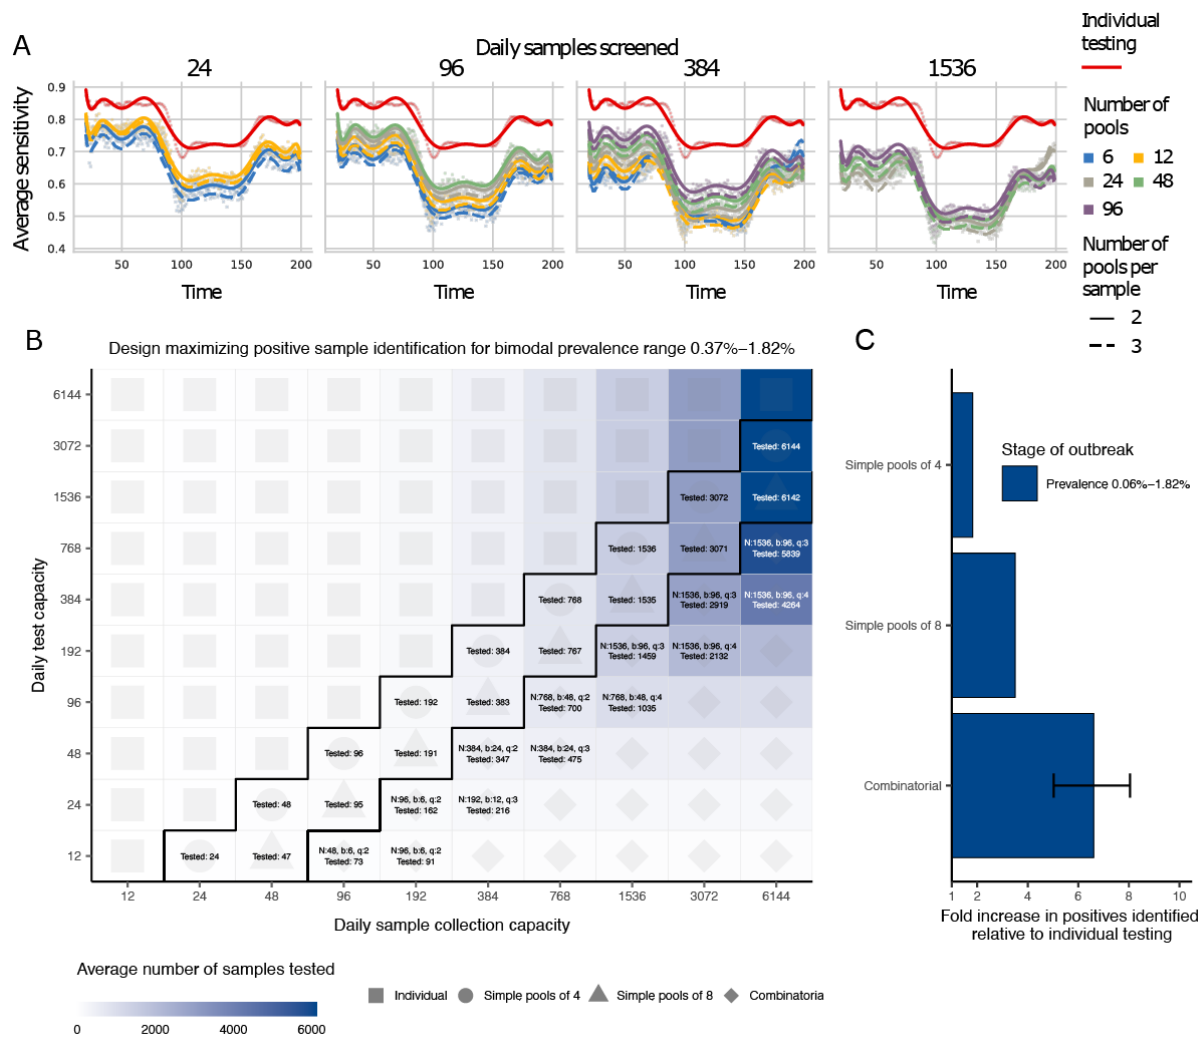 A
Daily samples screened
24
96
384
1536
Individual
testing
Number of
pools
6
12
24
48
96
Number of
pools per
sample
2
3
Average sensitivity
0.9
0.8
0.7
0.6
0.5
0.4
50
100
150
200
50
100
150
200
50
100
150
200
50
100
150
200
Time
Time
Time
Time
B
Design maximizing positive sample identification for bimodal prevalence range 0.37%–1.82%
Daily test capacity
6144
3072
Tested: 6144
1536
Tested: 3072
Tested: 6142
768
Tested: 1536
Tested: 3071
N:1536, b:96, q:3
Tested: 5839
384
Tested: 768
Tested: 1535
N:1536, b:96, q:3
Tested: 2919
N:1536, b:96, q:4
Tested: 4264
192
Tested: 384
Tested: 767
N:1536, b:96, q:3
Tested: 1459
N:1536, b:96, q:4
Tested: 2132
96
Tested: 192
Tested: 383
N:768, b:48, q:2
Tested: 700
N:768, b:48, q:4
Tested: 1035
48
Tested: 96
Tested: 191
N:384, b:24, q:2
Tested: 347
N:384, b:24, q:3
Tested: 475
24
Tested: 48
Tested: 95
N:96, b:6, q:2
Tested: 162
N:192, b:12, q:3
Tested: 216
12
Tested: 24
Tested: 47
N:48, b:6, q:2
Tested: 73
N:96, b:6, q:2
Tested: 91
12
24
48
96
192
384
768
1536
3072
6144
Daily sample collection capacity
Average number of samples tested
0
2000
4000
6000
Individual
Simple pools of 4
Simple pools of 8
Combinatoria
C
Simple pools of 4
Simple pools of 8
Combinatorial
Stage of outbreak
Prevalence 0.06%–1.82%
1
2
4
6
8
10
Fold increase in positives identified
relative to individual testing